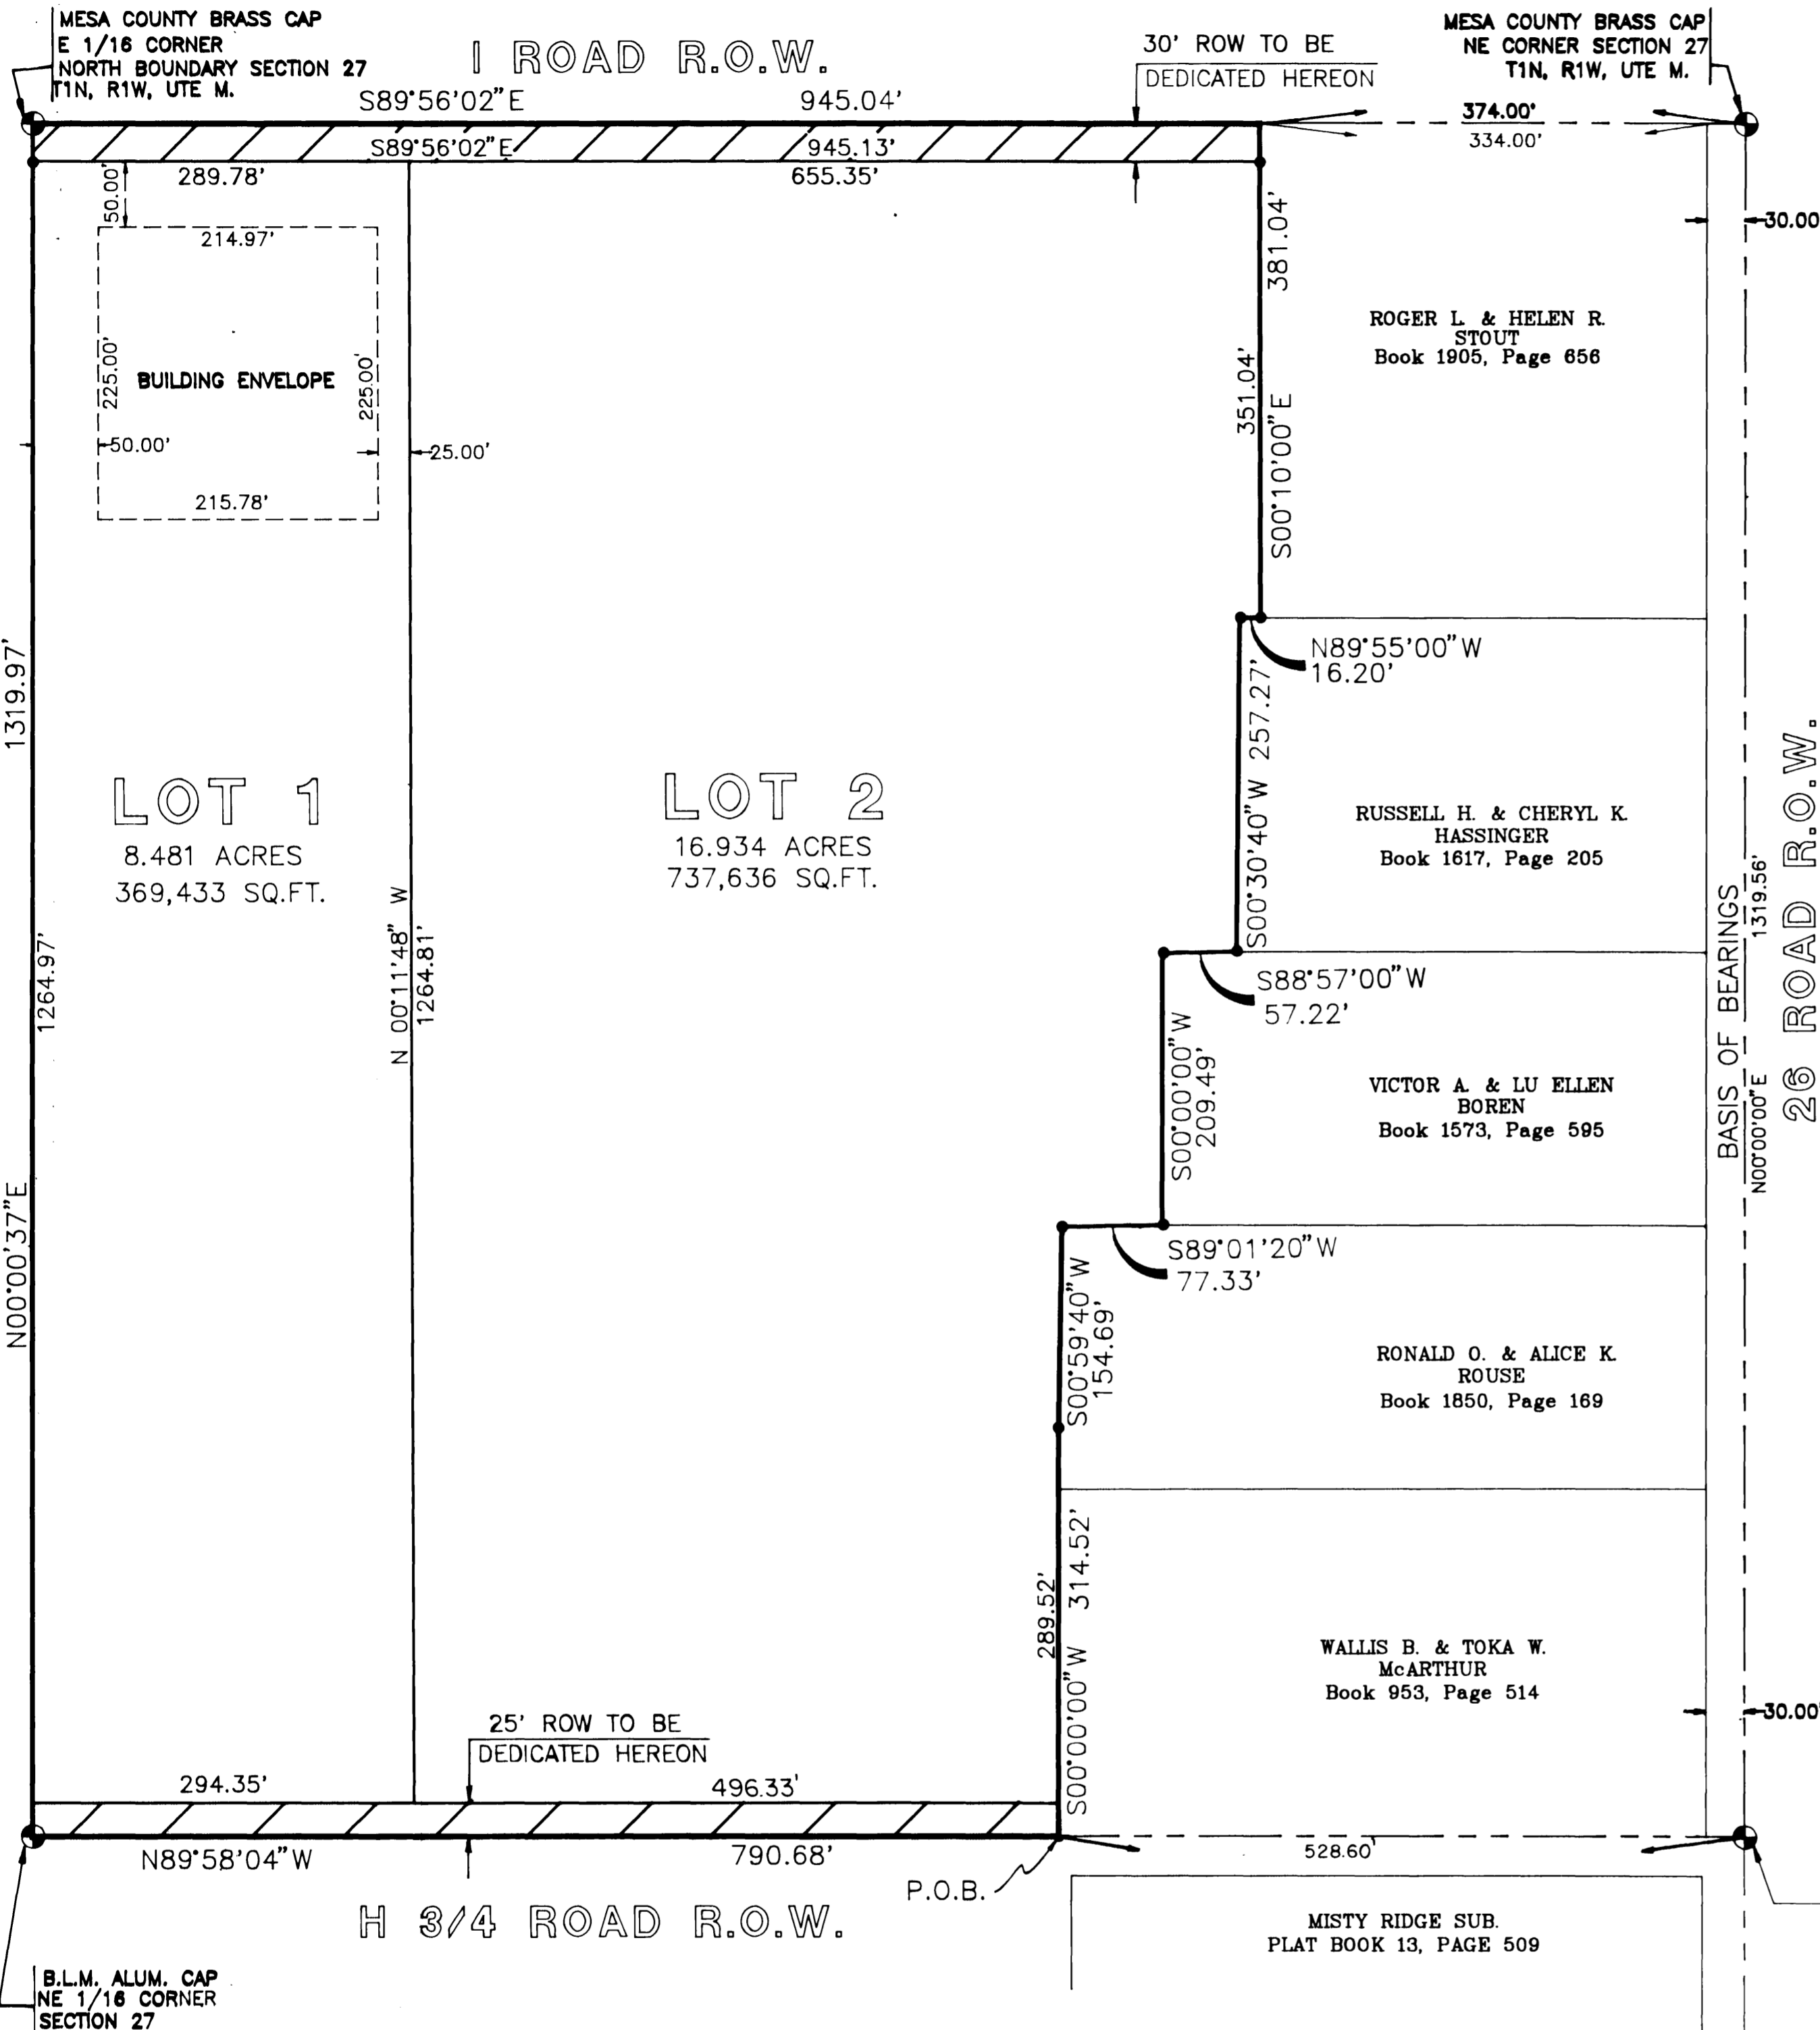 MESA COUNTY BRASS CAP
E 1/16 CORNER
NORTH BOUNDARY SECTION 27
T1N, R1W, UTE M.
I ROAD R.O.W.
30' ROW TO BE
DEDICATED HEREON
MESA COUNTY BRASS CAP
NE CORNER SECTION 27
T1N, R1W, UTE M.
S89°56'02"E 945.04'
374.00'
334.00'
S89°56'02"E 945.13'
289.78' 655.35'
50.00'
214.97'
30.00
381.04'
351.04'
S00°10'00"E
ROGER L. & HELEN R.
STOUT
Book 1905, Page 656
225.00'
BUILDING ENVELOPE
225.00'
50.00'
25.00'
215.78'
N89°55'00"W
16.20'
1319.97'
257.27'
S00°30'40"W
LOT 1
8.481 ACRES
369,433 SQ.FT.
LOT 2
16.934 ACRES
737,636 SQ.FT.
RUSSELL H. & CHERYL K.
HASSINGER
Book 1617, Page 205
26 ROAD R.O.W.
BASIS OF BEARINGS
1319.56'
N00°00'00"E
1264.97'
N 00°11'48" W
1264.81'
S88°57'00"W
57.22'
S00°00'00"W
209.49'
VICTOR A. & LU ELLEN
BOREN
Book 1573, Page 595
N00°00'37"E
S89°01'20"W
77.33'
S00°59'40"W
154.69'
RONALD O. & ALICE K.
ROUSE
Book 1850, Page 169
314.52'
289.52'
S00°00'00"W
WALLIS B. & TOKA W.
McARTHUR
Book 953, Page 514
30.00'
25' ROW TO BE
DEDICATED HEREON
294.35' 496.33'
N89°58'04"W 790.68'
528.60'
P.O.B.
H 3/4 ROAD R.O.W.
MISTY RIDGE SUB.
PLAT BOOK 13, PAGE 509
B.L.M. ALUM. CAP
NE 1/16 CORNER
SECTION 27